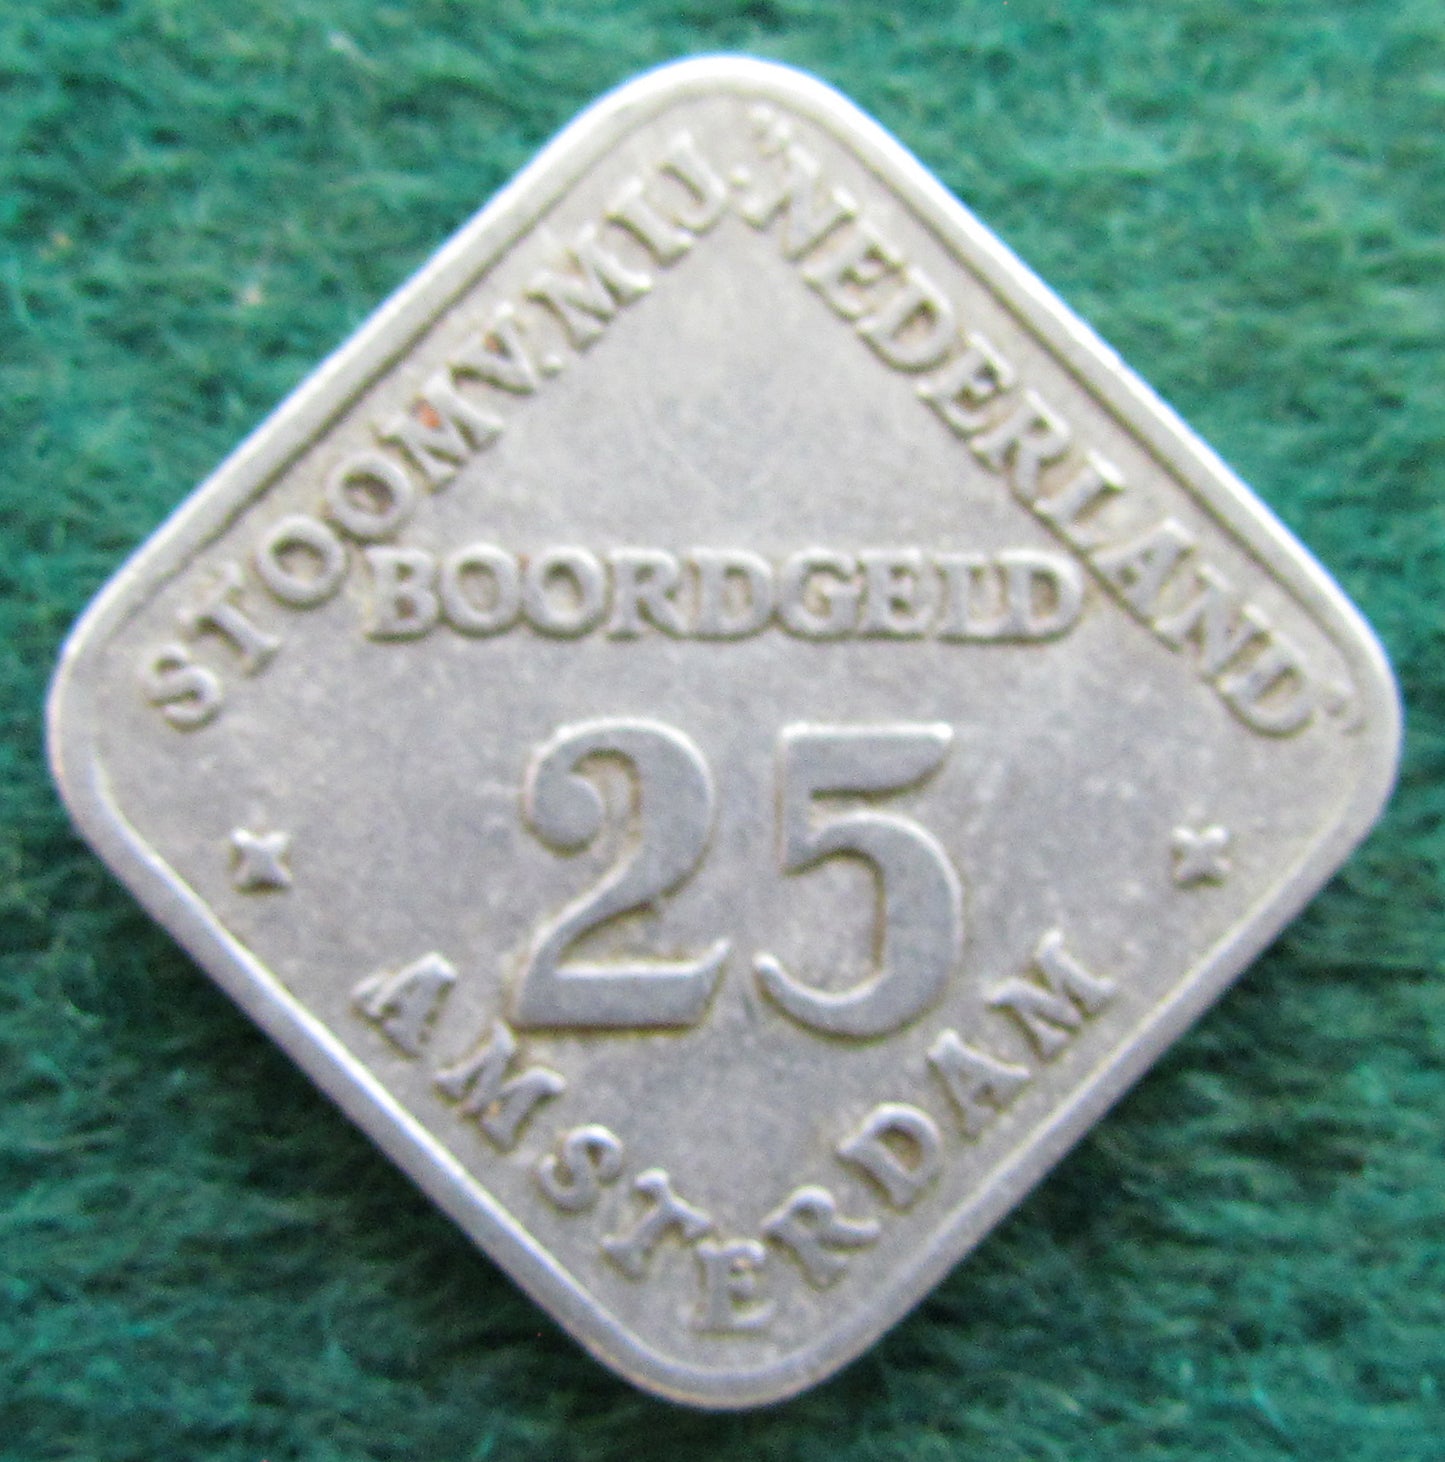 STOOMV. MIJ. „NEDERLAND”
BOORDGELD
25
AMSTERDAM